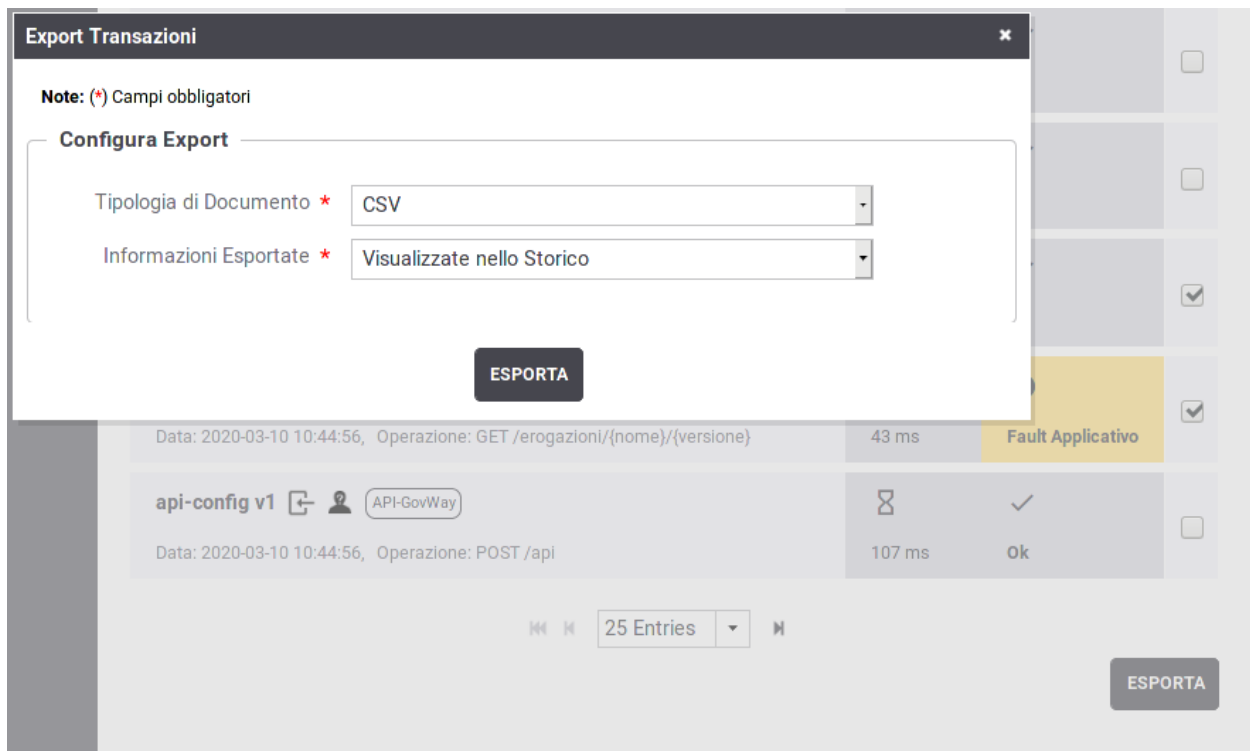 Export Transazioni
Note: (*) Campi obbligatori
Configura Export
Tipologia di Documento * CSV
Informazioni Esportate * Visualizzate nello Storico
ESPORTA
Data: 2020-03-10 10:44:56, Operazione: GET /erogazioni/{nome}/{versione} 43 ms Fault Applicativo
api-config v1 API-GovWay
Data: 2020-03-10 10:44:56, Operazione: POST /api 107 ms Ok
25 Entries
ESPORTA